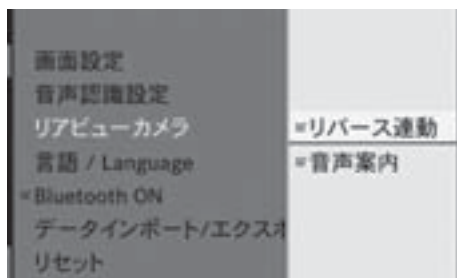 画面設定
音声認識設定
リアビューカメラ
言語 / Language
Bluetooth ON
データインポート/エクスポ
リセット
リバース連動
音声案内